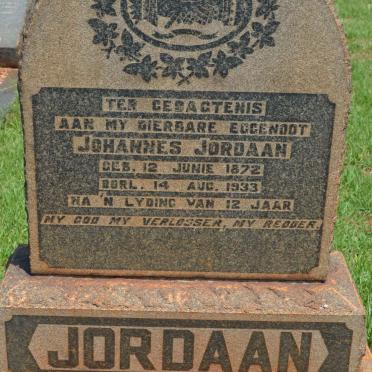 TER GEDAGTENIS
AAN MY DIERBARE EGGENOOT
JOHANNES JORDAAN
GEB. 12 JUNIE 1872
OORL. 14 AUG. 1933
NA 'N LYDING VAN 12 JAAR
MY GOD MY VERLOSSER, MY REDDER.
JORDAAN